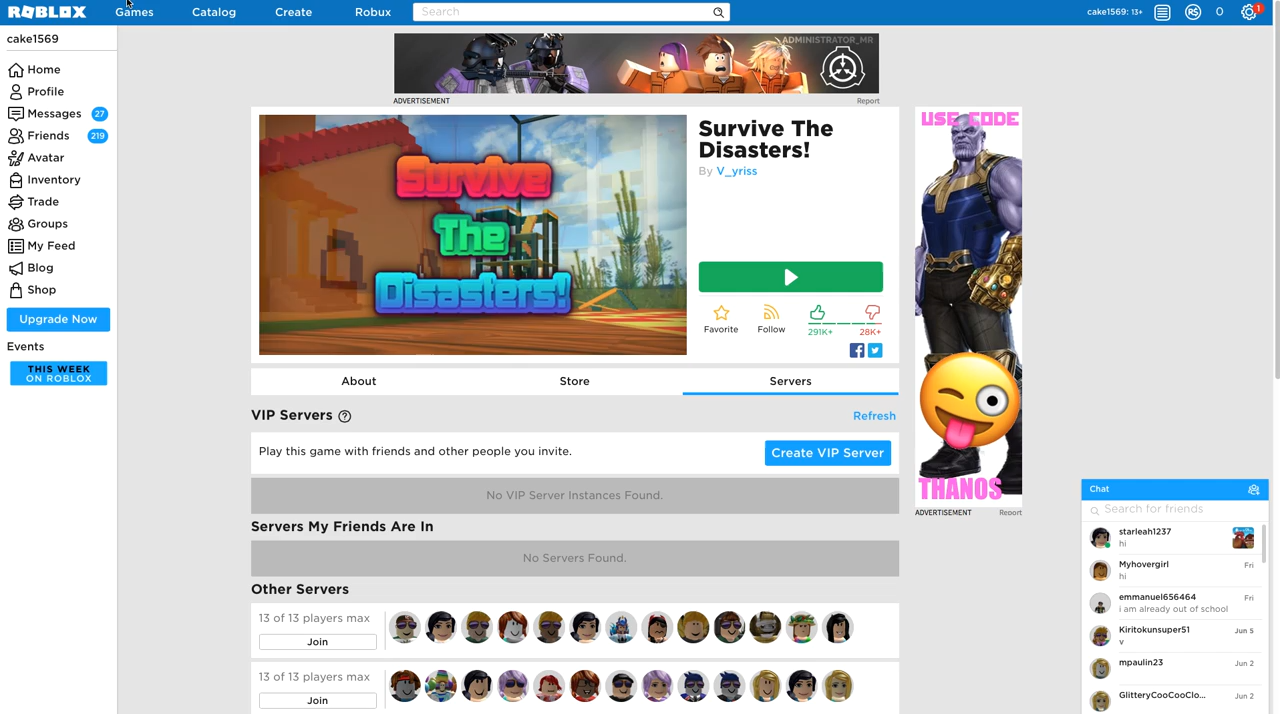 ROBLOX
Games
Catalog
Create
Robux
Search
cake1569: 13+
RS
0
1
cake1569
Home
Profile
Messages 27
Friends 219
Avatar
Inventory
Trade
Groups
My Feed
Blog
Shop
Upgrade Now
Events
THIS WEEK
ON ROBLOX
ADMINISTRATOR_MR
ADVERTISEMENT
Report
Survive
The
Disasters!
Survive The
Disasters!
By V_yriss
Favorite
Follow
291K+
28K+
About
Store
Servers
VIP Servers ?
Refresh
Play this game with friends and other people you invite.
Create VIP Server
No VIP Server Instances Found.
Servers My Friends Are In
No Servers Found.
Other Servers
13 of 13 players max
Join
13 of 13 players max
Join
USE CODE
THANOS
ADVERTISEMENT
Report
Chat
Search for friends
starleah1237
hi
Myhovergirl Fri
hi
emmanuel656464 Fri
i am already out of school
Kiritokunsuper51 Jun 5
v
mpaulin23 Jun 2
GlitteryCooCooClo... Jun 2